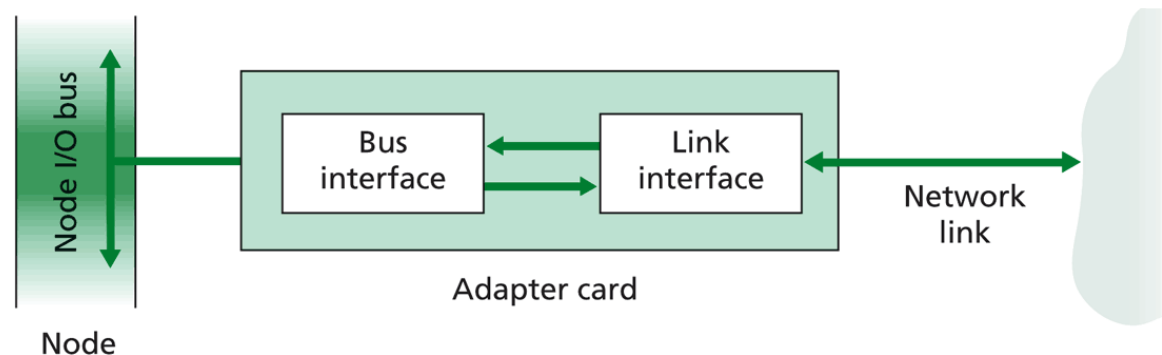 Node I/O bus
Bus
interface
Link
interface
Network
link
Adapter card
Node